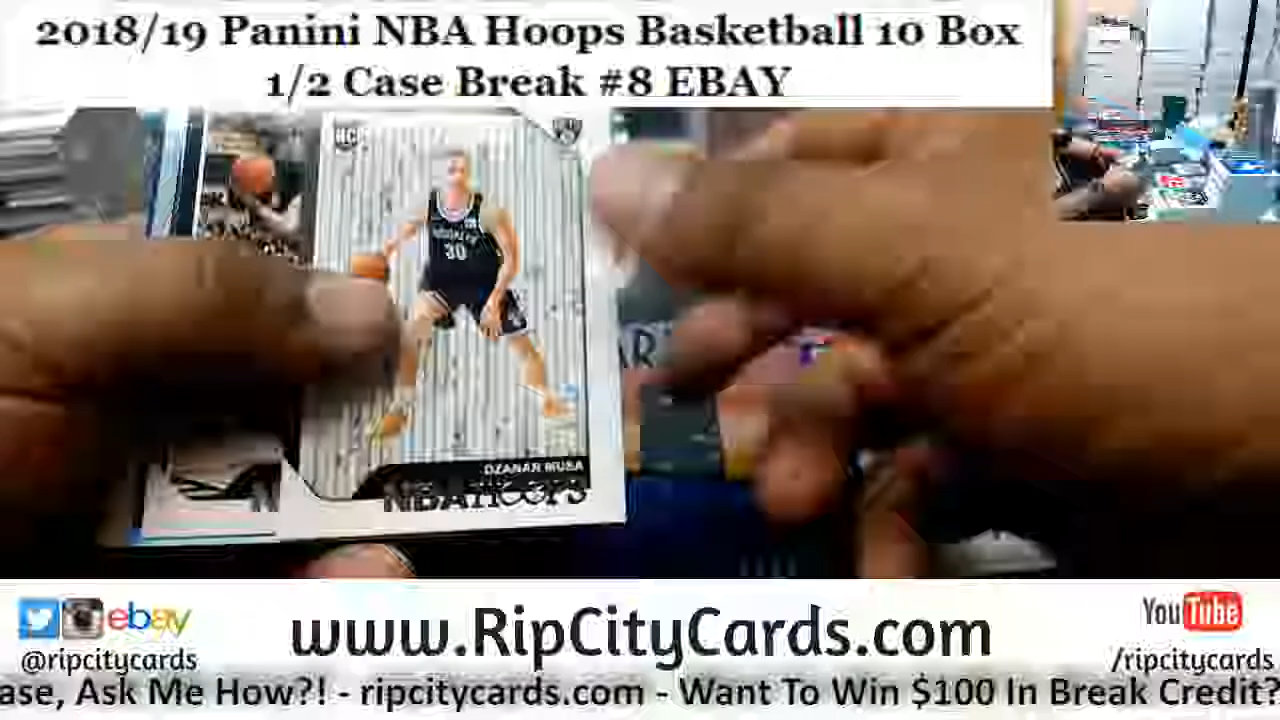 2018/19 Panini NBA Hoops Basketball 10 Box
1/2 Case Break #8 EBAY
30
DZANAN MUSA
NBA HOOPS
ebay
@ripcitycards
www.RipCityCards.com
YouTube
/ripcitycards
ase, Ask Me How?! - ripcitycards.com - Want To Win $100 In Break Credit?